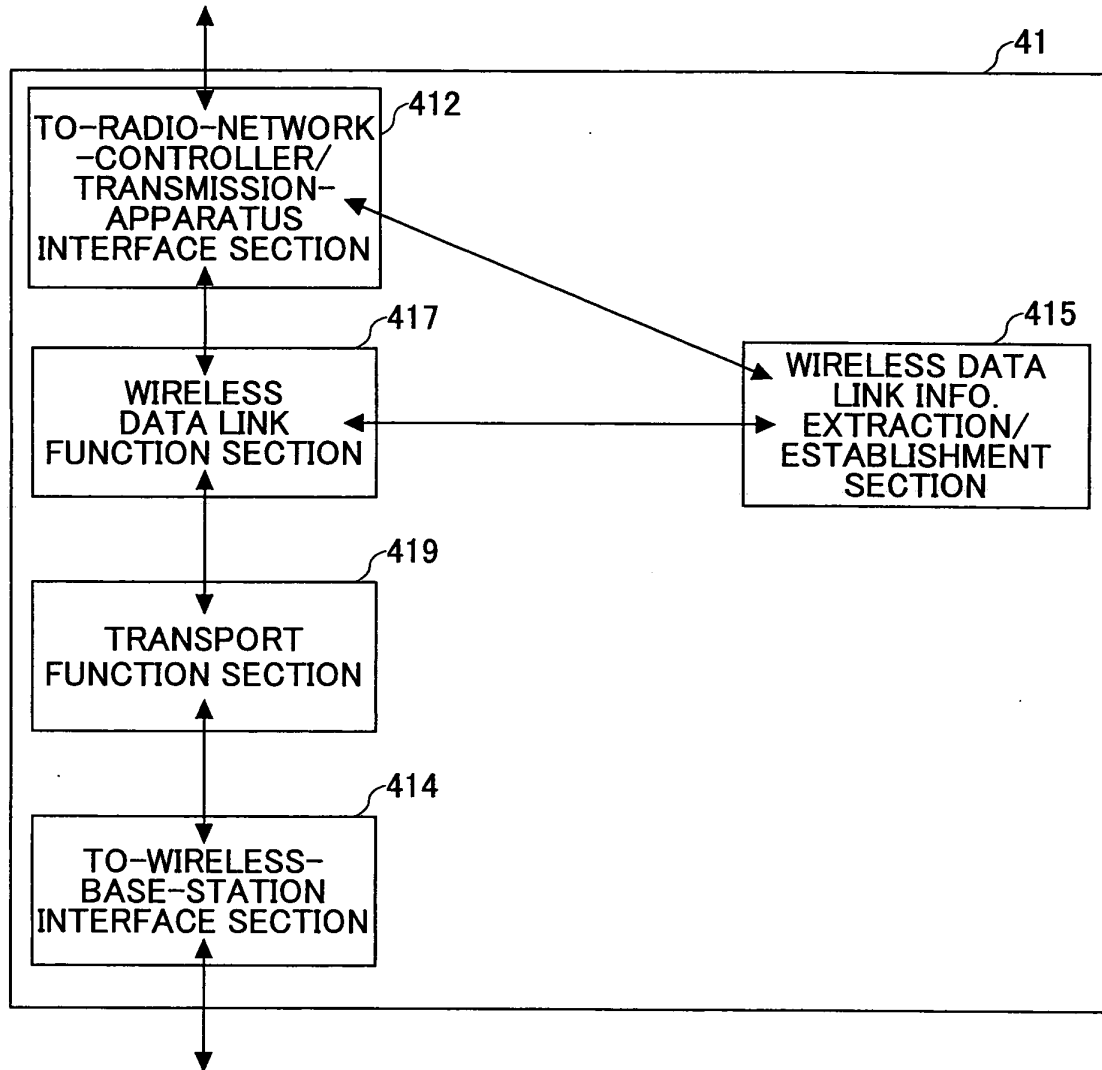 41
412
TO-RADIO-NETWORK
-CONTROLLER/
TRANSMISSION-
APPARATUS
INTERFACE SECTION
417
WIRELESS
DATA LINK
FUNCTION SECTION
415
WIRELESS DATA
LINK INFO.
EXTRACTION/
ESTABLISHMENT
SECTION
419
TRANSPORT
FUNCTION SECTION
414
TO-WIRELESS-
BASE-STATION
INTERFACE SECTION